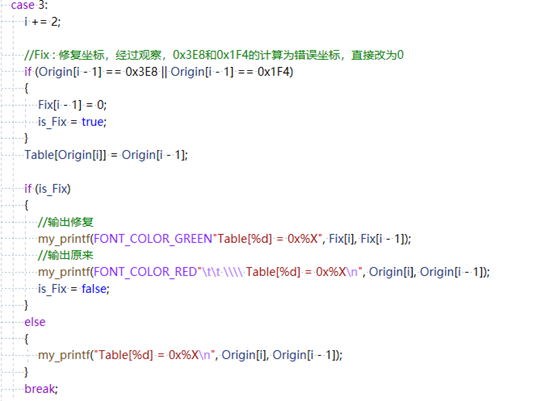 case 3:
i += 2;
//Fix : 修复坐标，经过观察，0x3E8和0x1F4的计算为错误坐标，直接改为0
if (Origin[i - 1] == 0x3E8 || Origin[i - 1] == 0x1F4)
{
Fix[i - 1] = 0;
is_Fix = true;
}
Table[Origin[i]] = Origin[i - 1];
if (is_Fix)
{
//输出修复
my_printf(FONT_COLOR_GREEN"Table[%d] = 0x%X", Fix[i], Fix[i - 1]);
//输出原来
my_printf(FONT_COLOR_RED"\t\t \\\\ Table[%d] = 0x%X\n", Origin[i], Origin[i - 1]);
is_Fix = false;
}
else
{
my_printf("Table[%d] = 0x%X\n", Origin[i], Origin[i - 1]);
}
break;